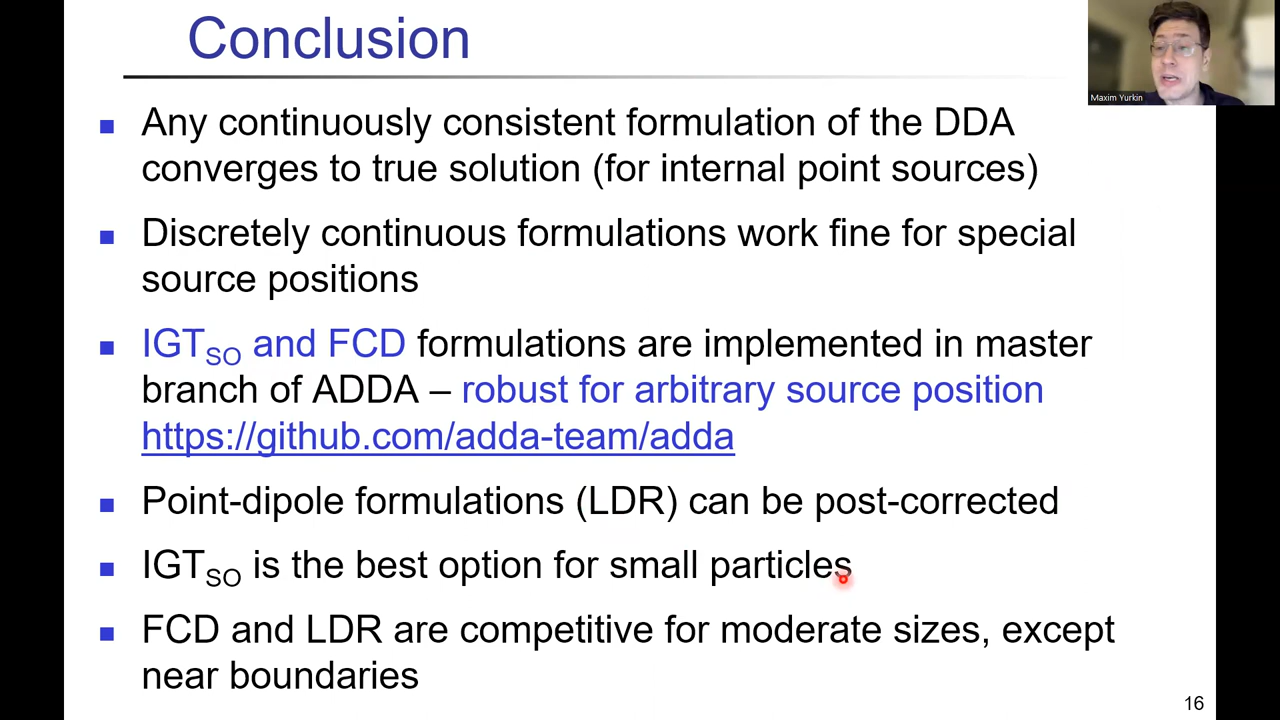 Conclusion
Maxim Yurkin
Any continuously consistent formulation of the DDA
converges to true solution (for internal point sources)
Discretely continuous formulations work fine for special
source positions
IGTSO and FCD formulations are implemented in master
branch of ADDA – robust for arbitrary source position
https://github.com/adda-team/adda
Point-dipole formulations (LDR) can be post-corrected
IGTSO is the best option for small particles
FCD and LDR are competitive for moderate sizes, except
near boundaries
16